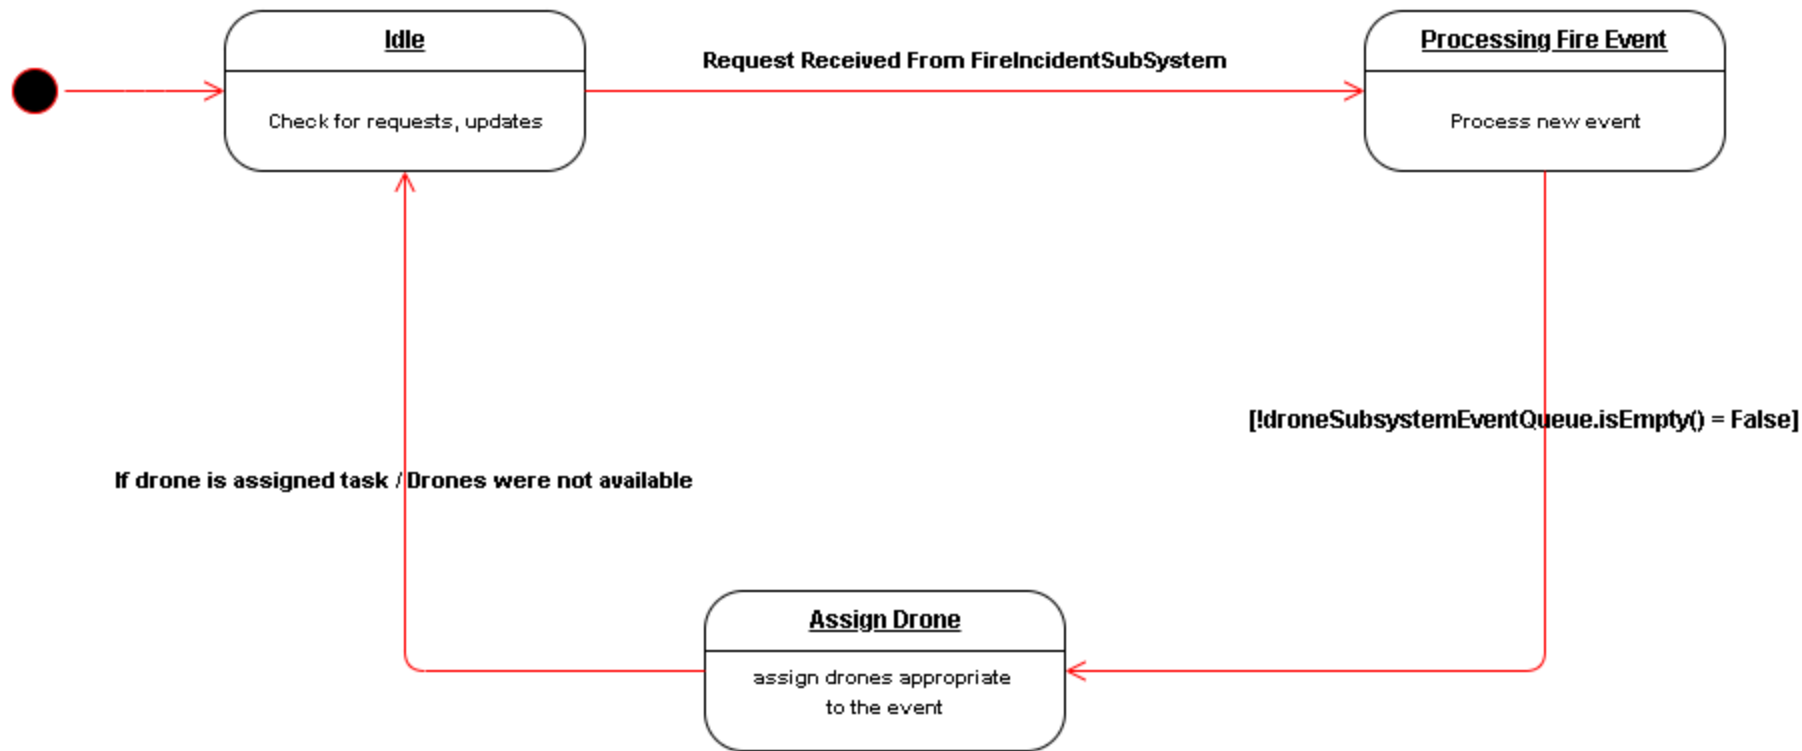 Idle
Check for requests, updates
Request Received From FireIncidentSubSystem
Processing Fire Event
Process new event
[!droneSubsystemEventQueue.isEmpty() = False]
If drone is assigned task / Drones were not available
Assign Drone
assign drones appropriate
to the event